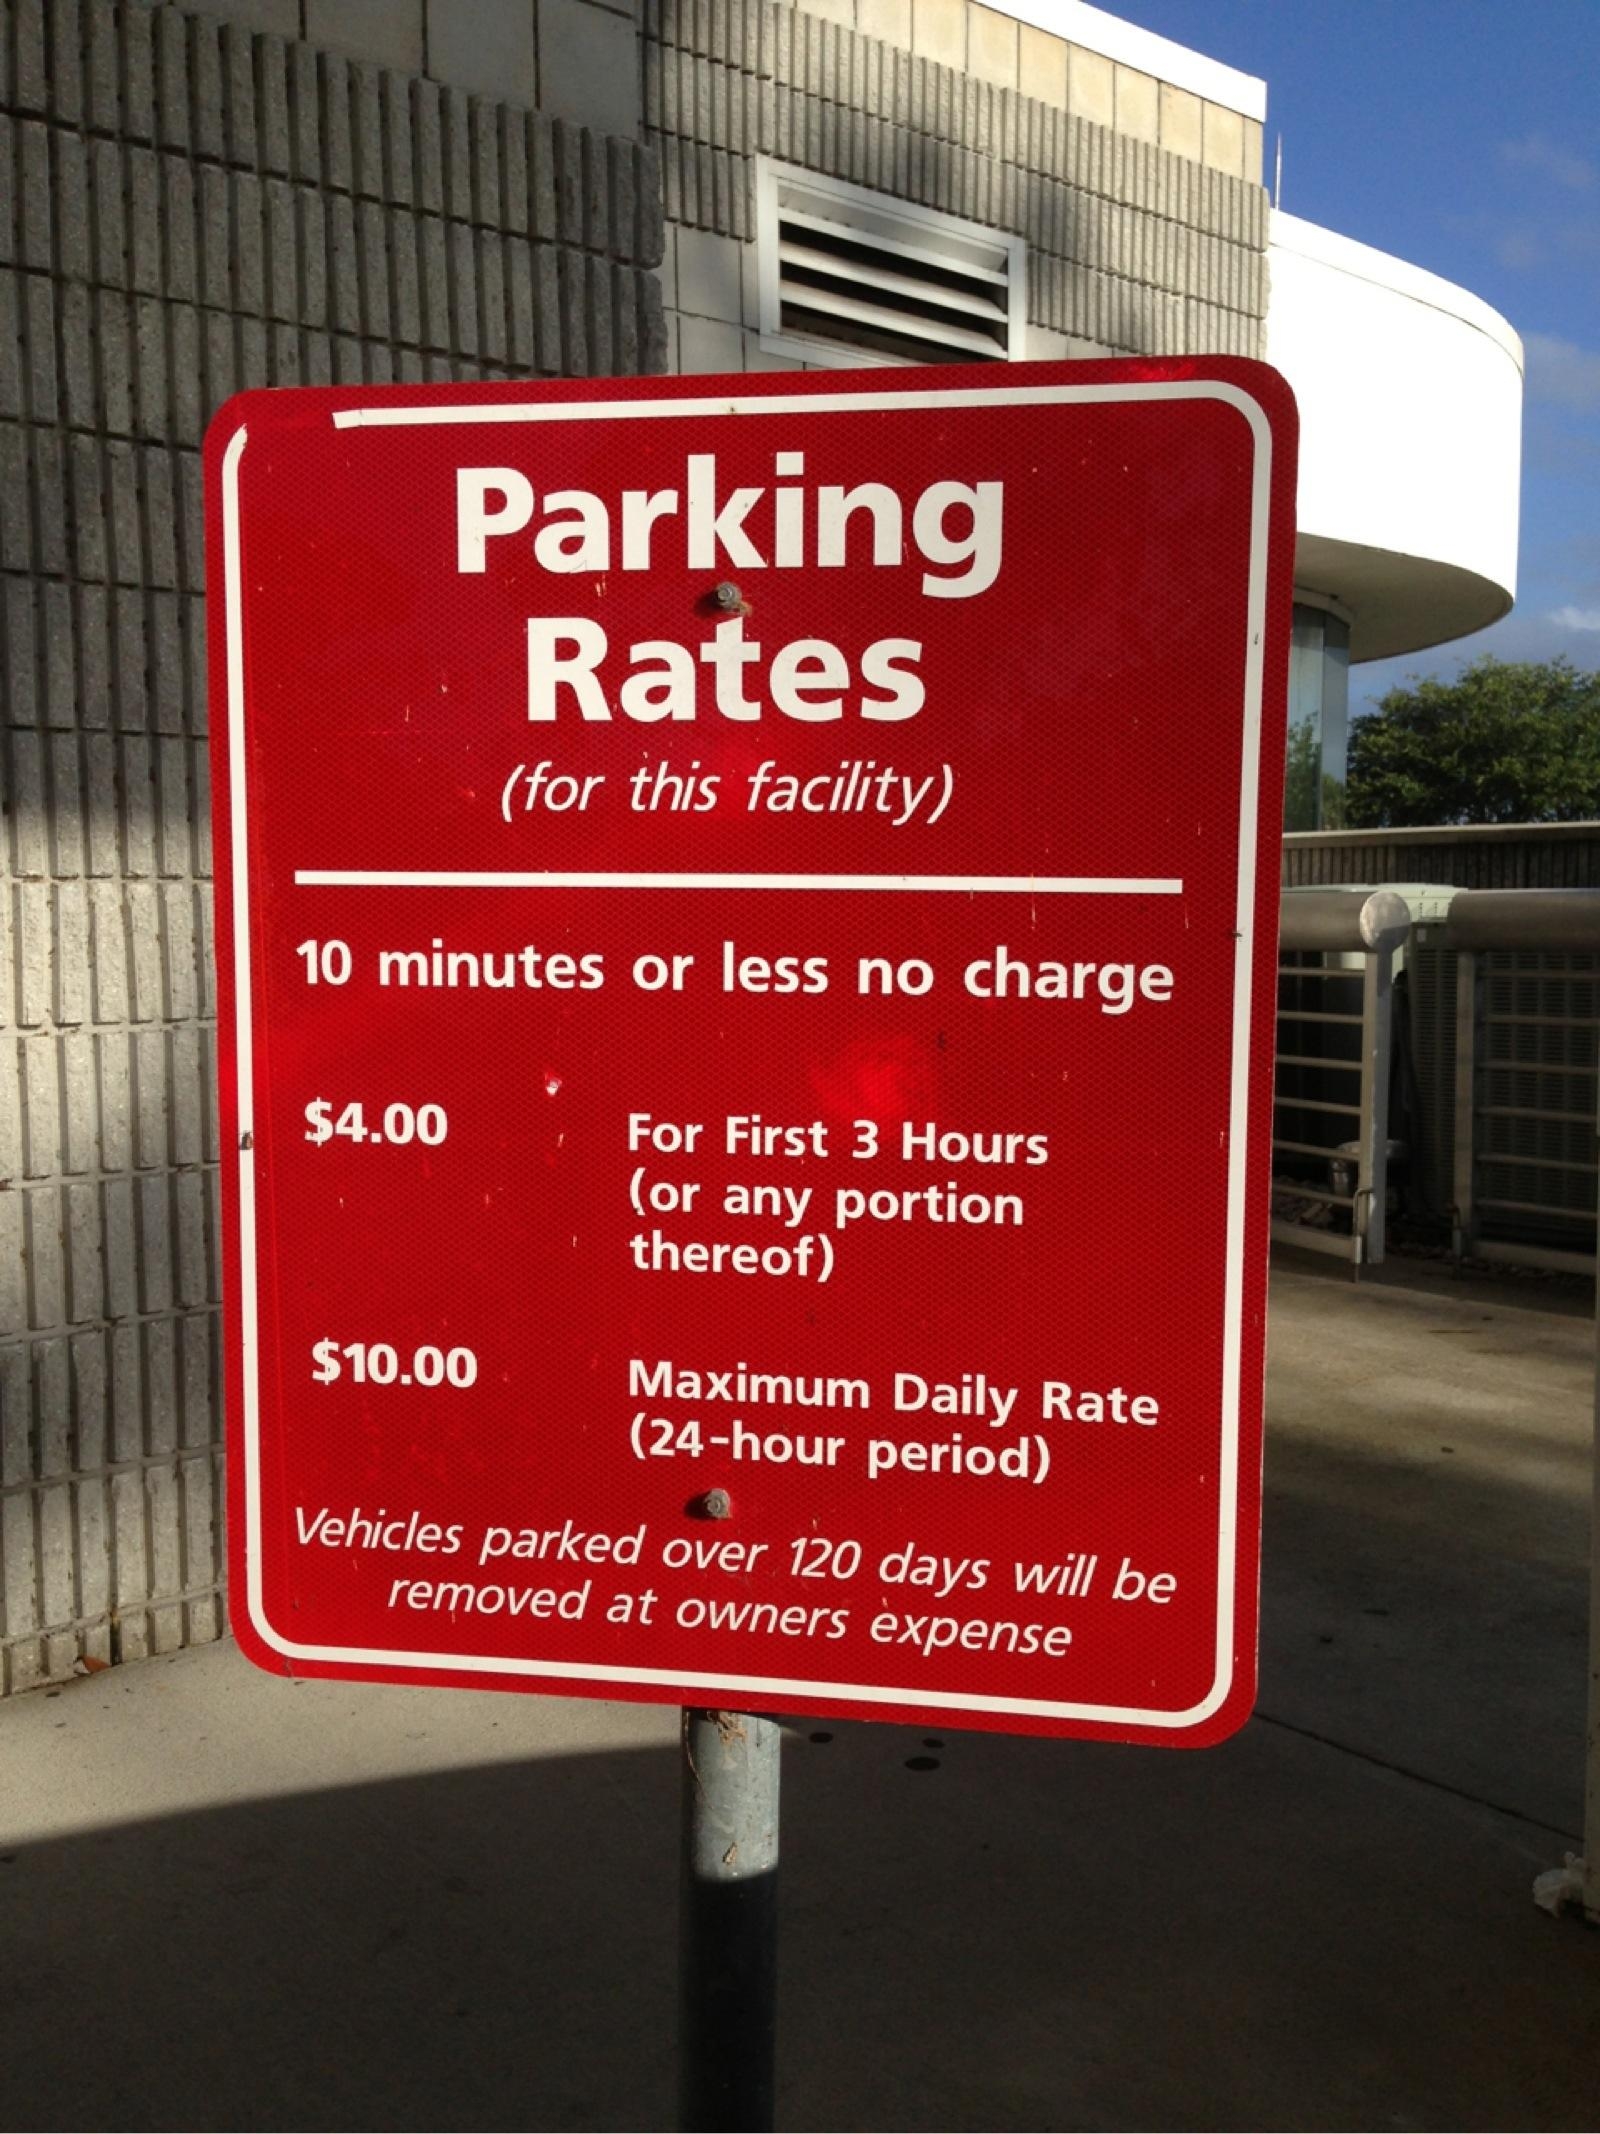 Parking
Rates
(for this facility)
10 minutes or less no charge
$4.00 For First 3 Hours
(or any portion
thereof)
$10.00 Maximum Daily Rate
(24-hour period)
Vehicles parked over 120 days will be
removed at owners expense